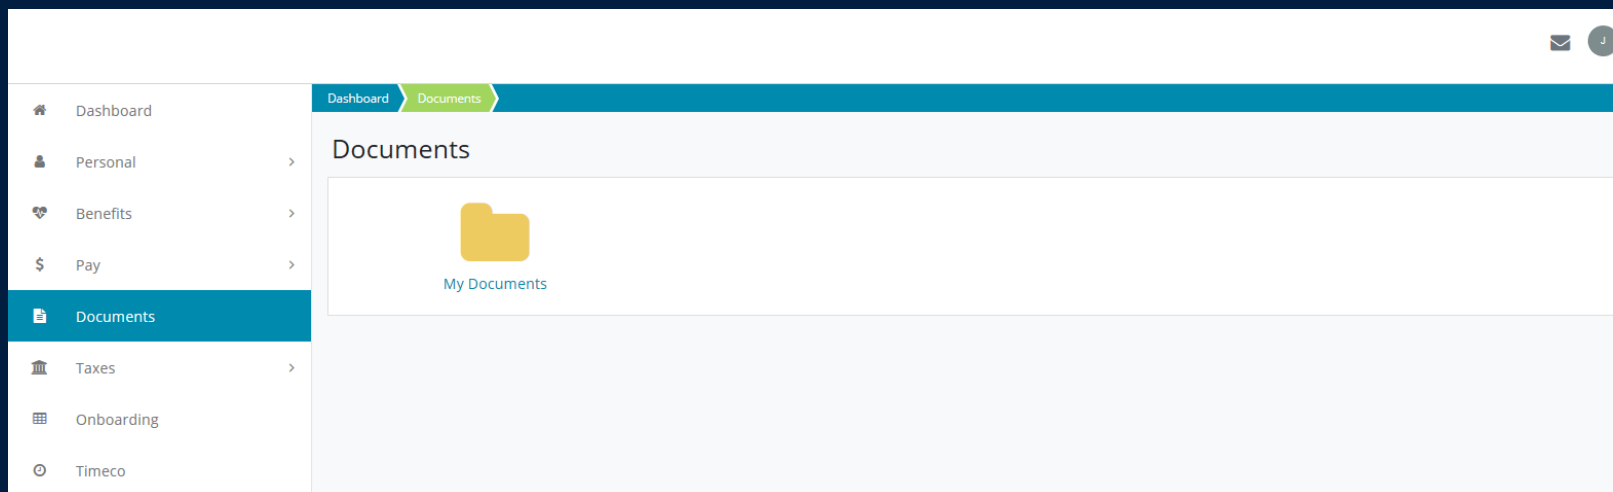 J
Dashboard
Personal
Benefits
Pay
Documents
Taxes
Onboarding
Timeco
Dashboard
Documents
Documents
My Documents